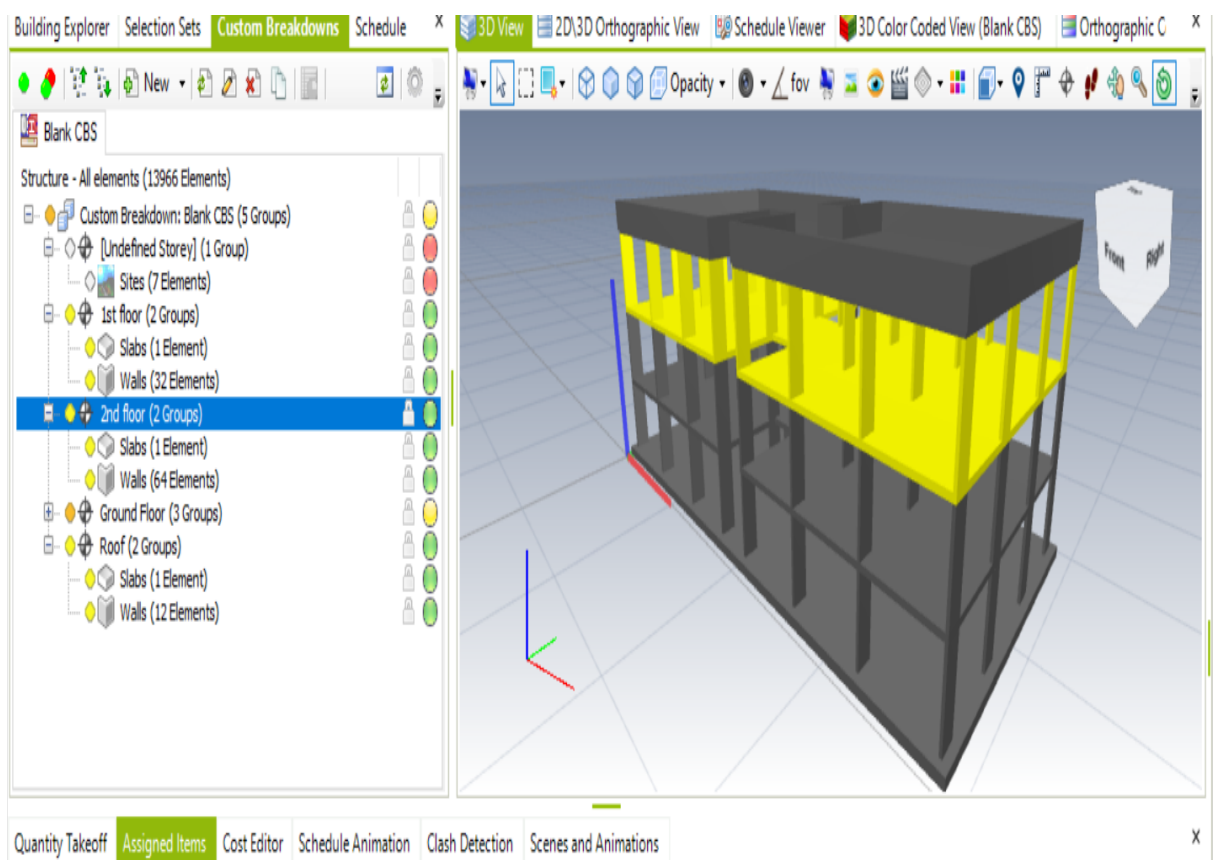 Building Explorer Selection Sets Custom Breakdowns Schedule X
3D View 2D\3D Orthographic View Schedule Viewer 3D Color Coded View (Blank CBS) Orthographic C X
New
Opacity fov
Blank CBS
Structure - All elements (13966 Elements)
Custom Breakdown: Blank CBS (5 Groups)
[Undefined Storey] (1 Group)
Sites (7 Elements)
1st floor (2 Groups)
Slabs (1 Element)
Walls (32 Elements)
2nd floor (2 Groups)
Slabs (1 Element)
Walls (64 Elements)
Ground Floor (3 Groups)
Roof (2 Groups)
Slabs (1 Element)
Walls (12 Elements)
Front Right
Quantity Takeoff Assigned Items Cost Editor Schedule Animation Clash Detection Scenes and Animations X